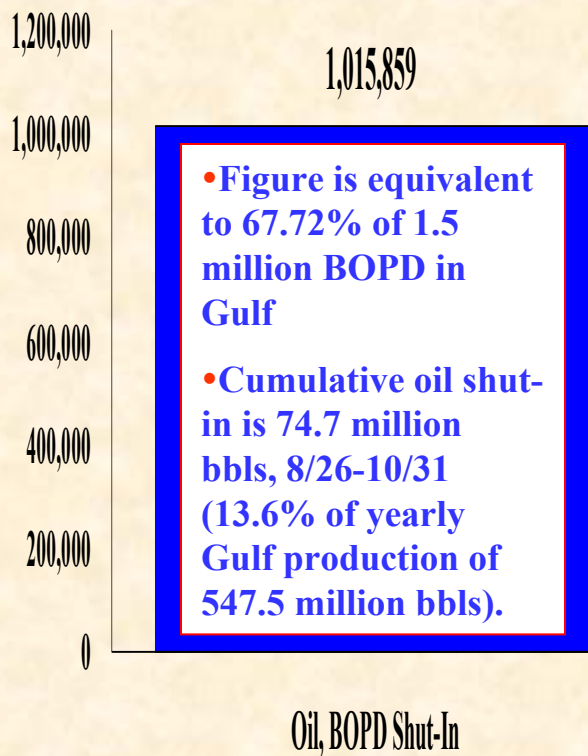 1,200,000
1,015,859
1,000,000
800,000
600,000
400,000
200,000
0
•Figure is equivalent
to 67.72% of 1.5
million BOPD in
Gulf
•Cumulative oil shut-
in is 74.7 million
bbls, 8/26-10/31
(13.6% of yearly
Gulf production of
547.5 million bbls).
Oil, BOPD Shut-In